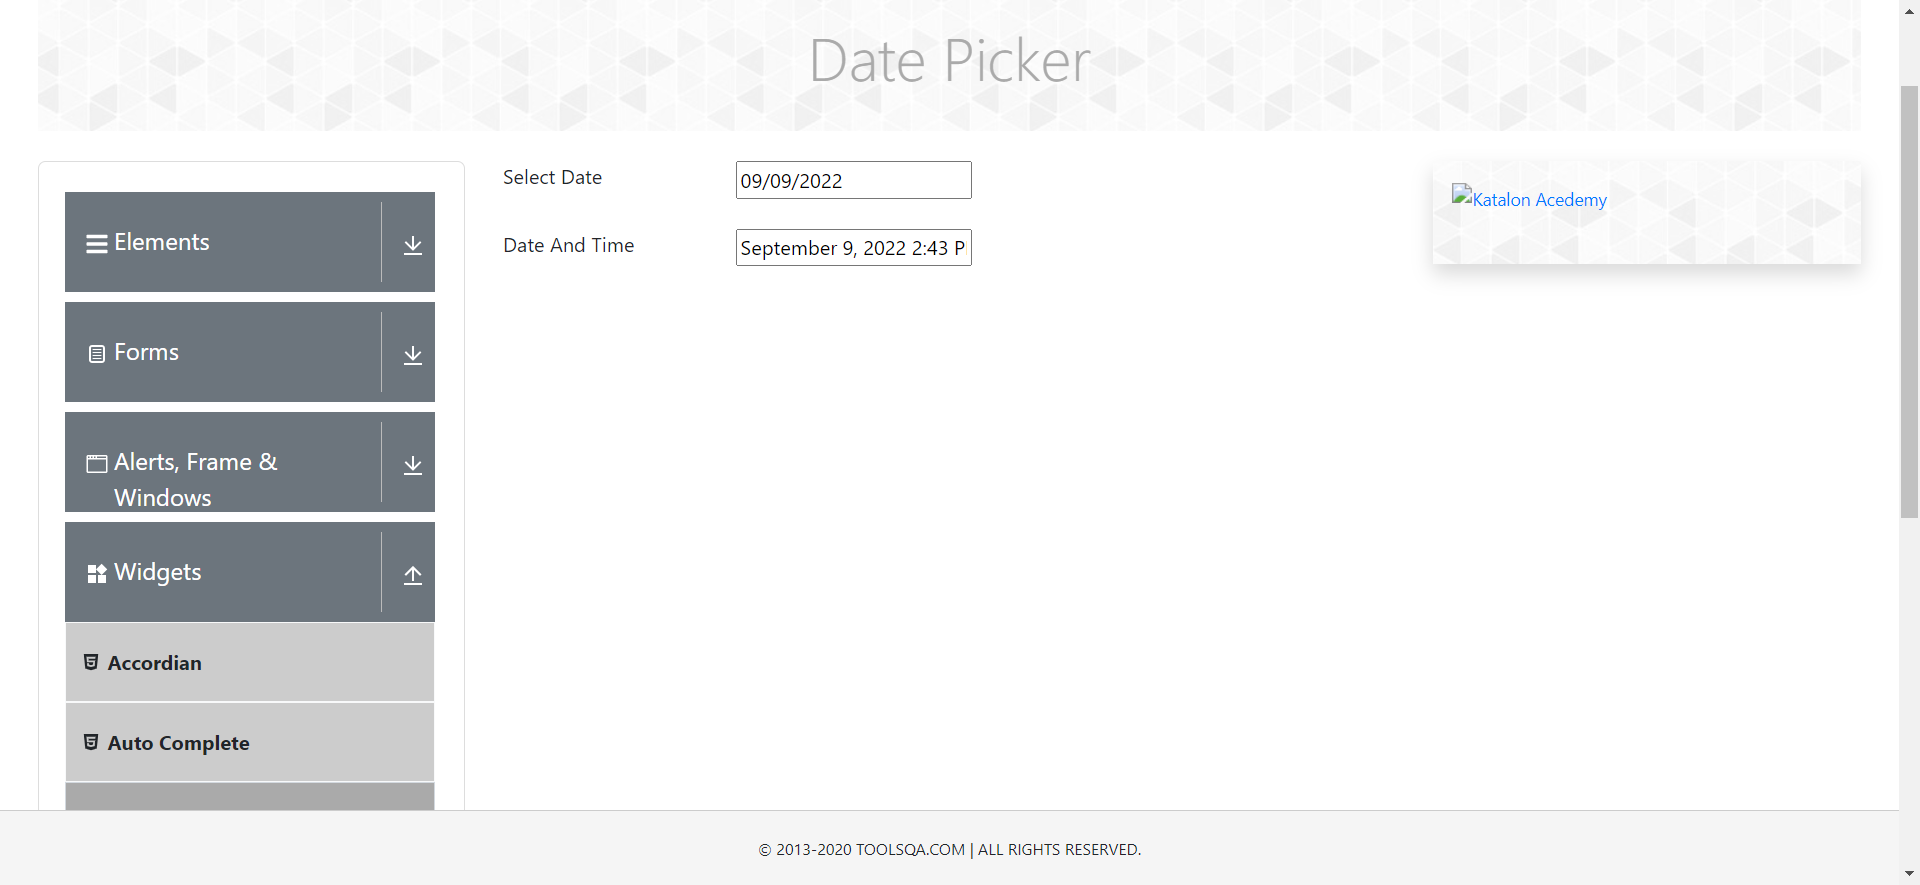 Date Picker
Elements
Forms
Alerts, Frame &
Windows
Widgets
Accordian
Auto Complete
Select Date
09/09/2022
Date And Time
September 9, 2022 2:43 P
Katalon Acedemy
© 2013-2020 TOOLSQA.COM | ALL RIGHTS RESERVED.